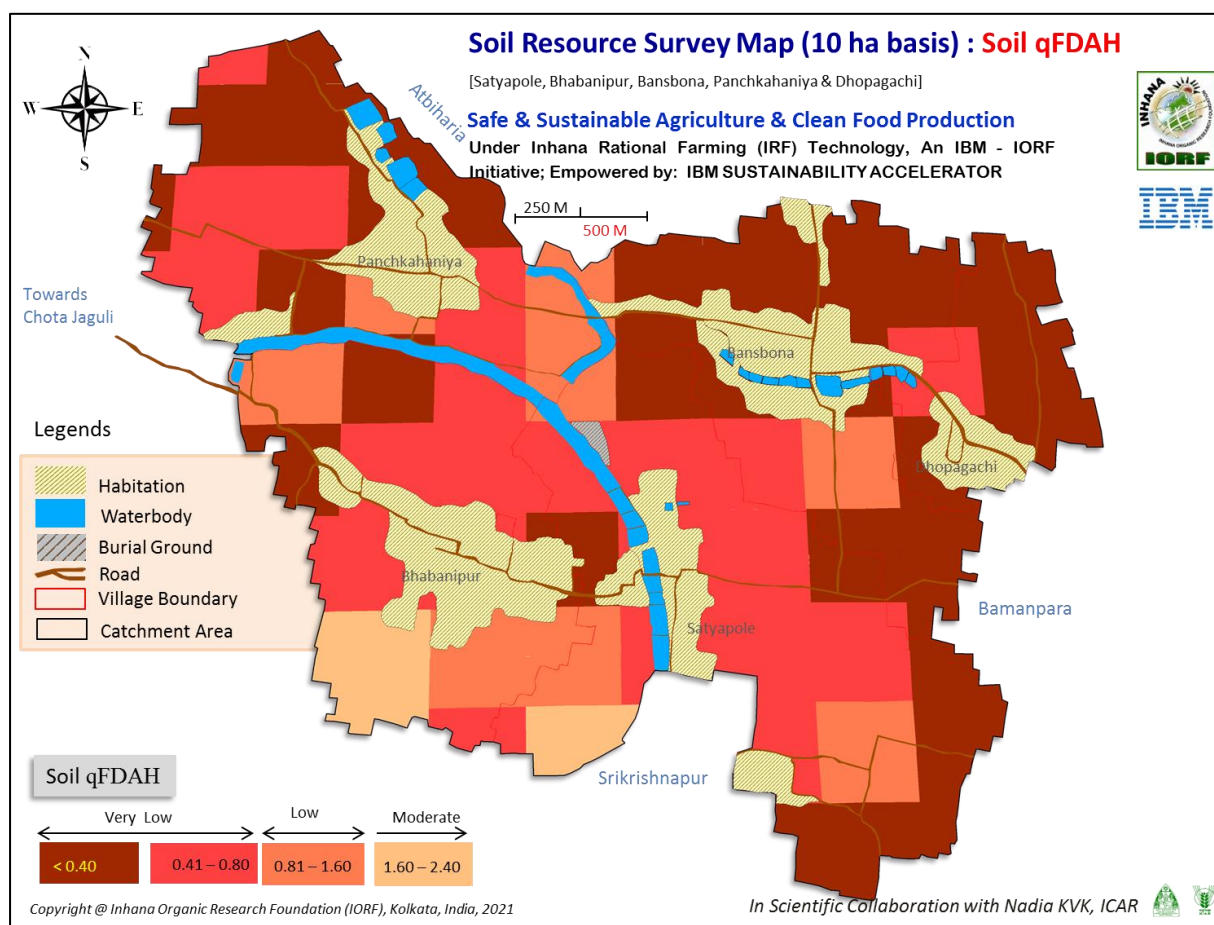 Soil Resource Survey Map (10 ha basis) : Soil qFDAH
[Satyapole, Bhabanipur, Bansbona, Panchkahaniya & Dhopagachi]
Safe & Sustainable Agriculture & Clean Food Production
Under Inhana Rational Farming (IRF) Technology, An IBM - IORF
Initiative; Empowered by: IBM SUSTAINABILITY ACCELERATOR
N
W
E
S
INHANA
INHANA ORGANIC RESEARCH FOUNDATION
IORF
IBM
Atbiharia
250 M
500 M
Panchkahaniya
Towards
Chota Jaguli
Bansbona
Dhopagachi
Bhabanipur
Satyapole
Bamanpara
Srikrishnapur
Legends
Habitation
Waterbody
Burial Ground
Road
Village Boundary
Catchment Area
Soil qFDAH
Very Low
Low
Moderate
< 0.40
0.41 – 0.80
0.81 – 1.60
1.60 – 2.40
Copyright @ Inhana Organic Research Foundation (IORF), Kolkata, India, 2021
In Scientific Collaboration with Nadia KVK, ICAR